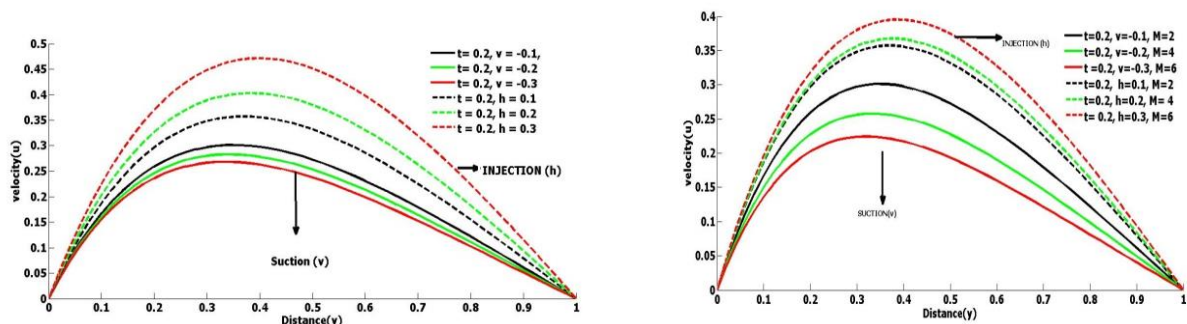 0.5
0.45
0.4
0.35
0.3
0.25
0.2
0.15
0.1
0.05
0
velocity(u)
t= 0.2, v = -0.1,
t= 0.2, v = -0.2
t= 0.2, v = -0.3
t = 0.2, h = 0.1
t = 0.2, h = 0.2
t = 0.2, h = 0.3
INJECTION (h)
Suction (v)
0 0.1 0.2 0.3 0.4 0.5 0.6 0.7 0.8 0.9 1
Distance(y)
0.4
0.35
0.3
0.25
0.2
0.15
0.1
0.05
0
velocity(u)
INJECTION (h)
t=0.2, v=-0.1, M=2
t=0.2, v=-0.2, M=4
t =0.2, v=-0.3, M=6
t=0.2, h=0.1, M=2
t=0.2, h=0.2, M= 4
t= 0.2, h=0.3, M=6
SUCTION(v)
0 0.1 0.2 0.3 0.4 0.5 0.6 0.7 0.8 0.9 1
Distance(y)